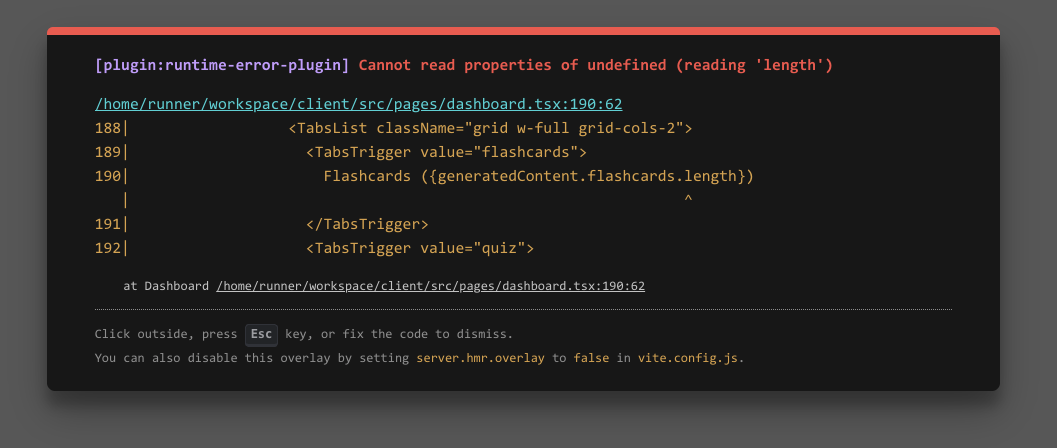 [plugin:runtime-error-plugin] Cannot read properties of undefined (reading 'length')
/home/runner/workspace/client/src/pages/dashboard.tsx:190:62
188|                  <TabsList className="grid w-full grid-cols-2">
189|                    <TabsTrigger value="flashcards">
190|                      Flashcards ({generatedContent.flashcards.length})
   |                                                               ^
191|                    </TabsTrigger>
192|                    <TabsTrigger value="quiz">
at Dashboard /home/runner/workspace/client/src/pages/dashboard.tsx:190:62
Click outside, press Esc key, or fix the code to dismiss.
You can also disable this overlay by setting server.hmr.overlay to false in vite.config.js.